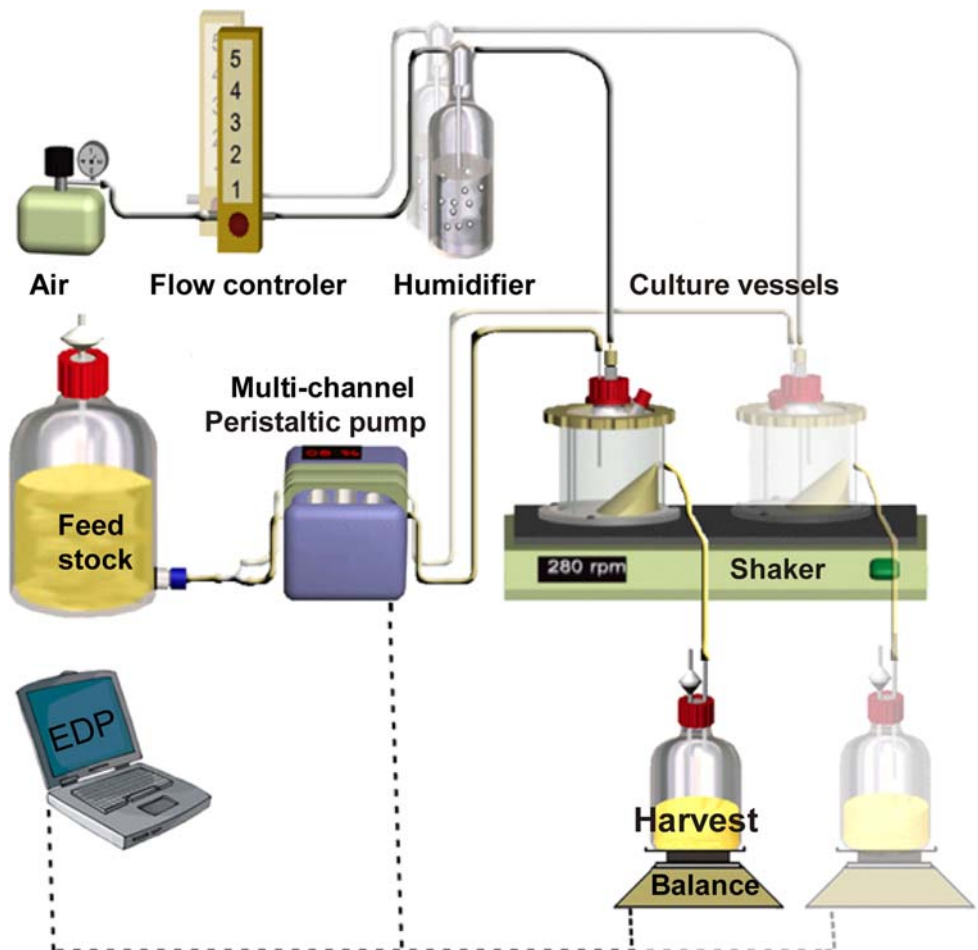 5
4
3
2
1
Air
Flow controler
Humidifier
Culture vessels
Multi-channel
Peristaltic pump
Feed
stock
280 rpm
Shaker
EDP
Harvest
Balance